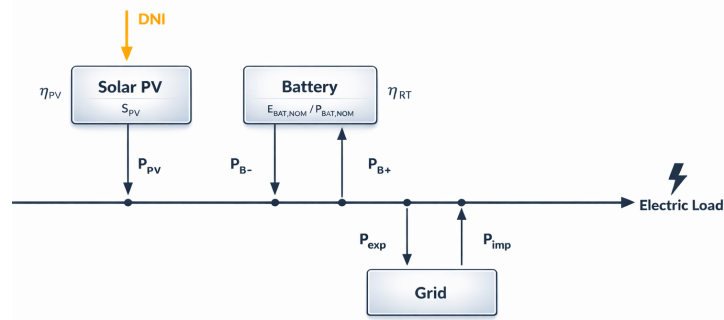 DNI
η_PV
Solar PV
S_PV
Battery
E_BAT,NOM / P_BAT,NOM
η_RT
P_PV
P_B-
P_B+
Electric Load
P_exp
P_imp
Grid